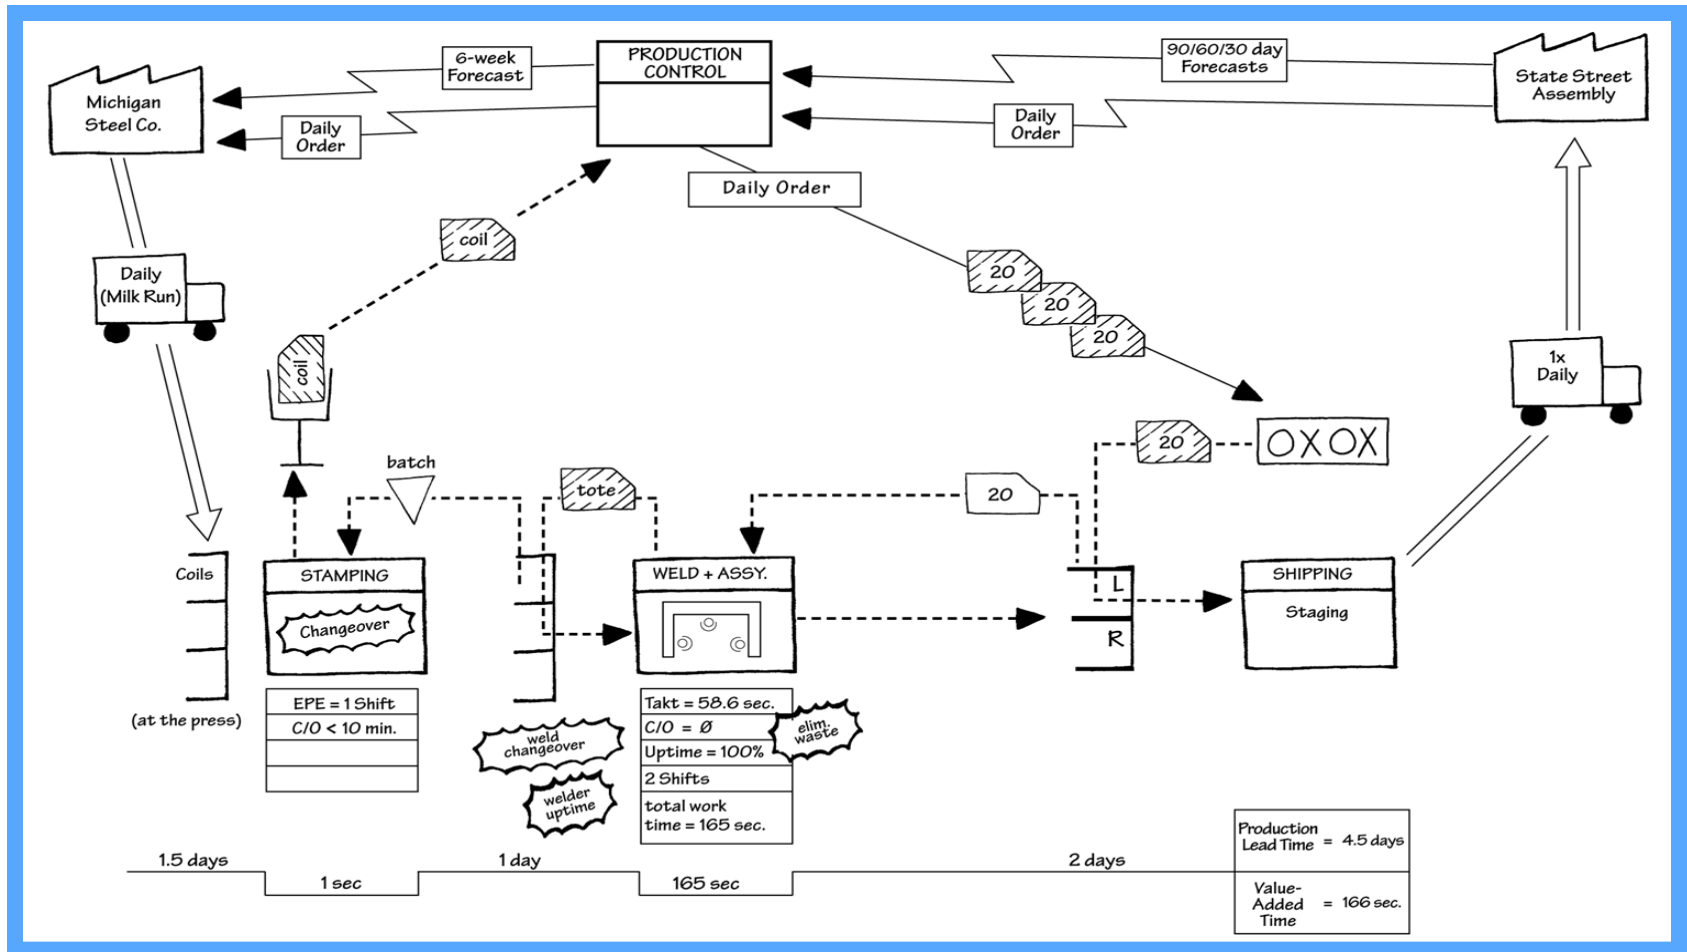 6-week
Forecast
PRODUCTION
CONTROL
90/60/30 day
Forecasts
State Street
Assembly
Michigan
Steel Co.
Daily
Order
Daily
Order
Daily Order
coil
20
20
20
Daily
(Milk Run)
coil
1x
Daily
20
OXOX
batch
tote
20
Coils
STAMPING
Changeover
WELD + ASSY.
L
R
SHIPPING
Staging
(at the press)
EPE = 1 Shift
C/O < 10 min.
weld
changeover
welder
uptime
Takt = 58.6 sec.
C/O = Ø
Uptime = 100%
2 Shifts
total work
time = 165 sec.
elim.
waste
1.5 days
1 sec
1 day
165 sec
2 days
Production
Lead Time = 4.5 days
Value-
Added = 166 sec.
Time